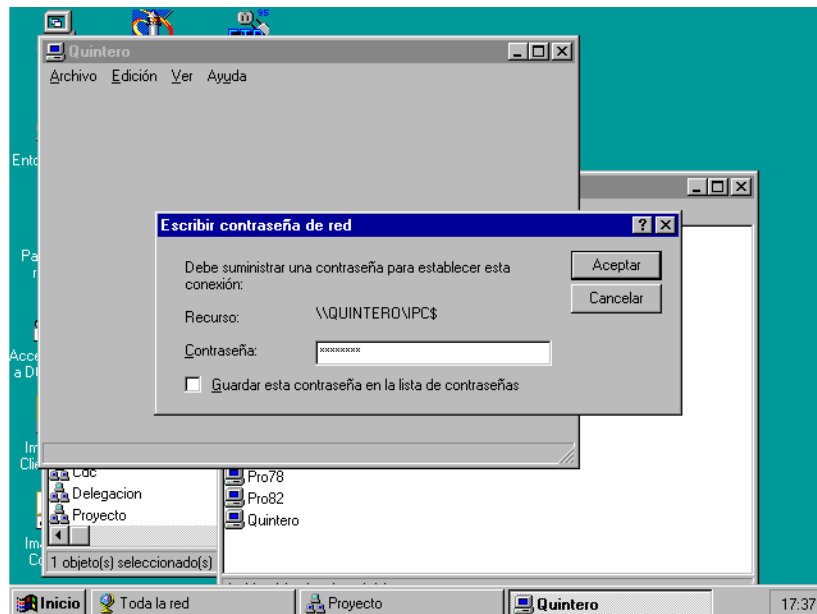 95
Quintero
Archivo Edición Ver Ayuda
Escribir contraseña de red
Debe suministrar una contraseña para establecer esta
conexión:
Aceptar
Cancelar
Recurso: \\QUINTERO\IPC$
Contraseña: ********
Guardar esta contraseña en la lista de contraseñas
Cdc
Delegacion
Proyecto
1 objeto(s) seleccionado(s)
Pro78
Pro82
Quintero
Inicio
Toda la red
Proyecto
Quintero
17:37